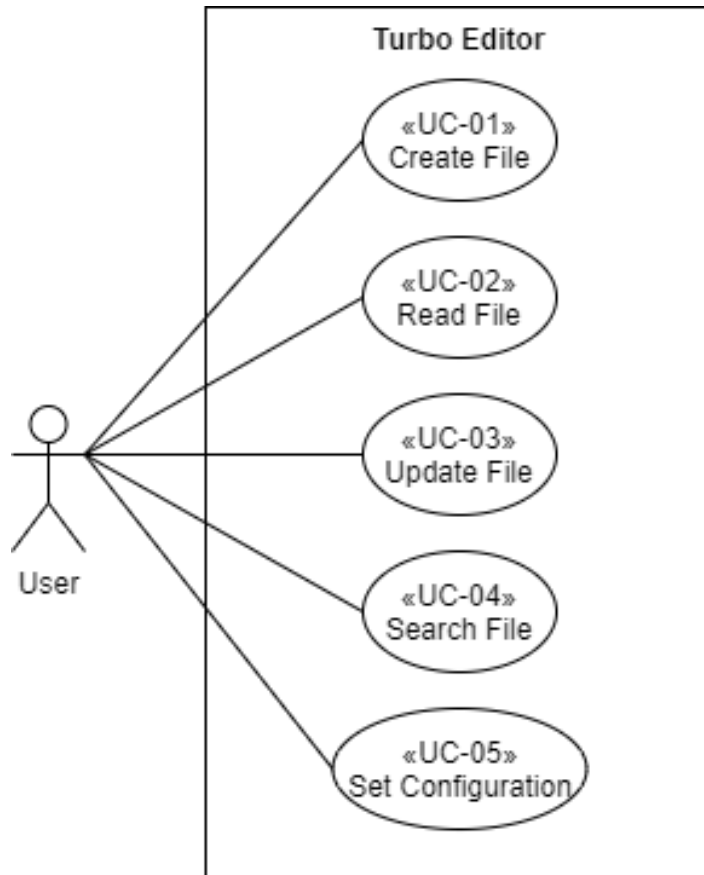 Turbo Editor
«UC-01»
Create File
«UC-02»
Read File
«UC-03»
Update File
User
«UC-04»
Search File
«UC-05»
Set Configuration